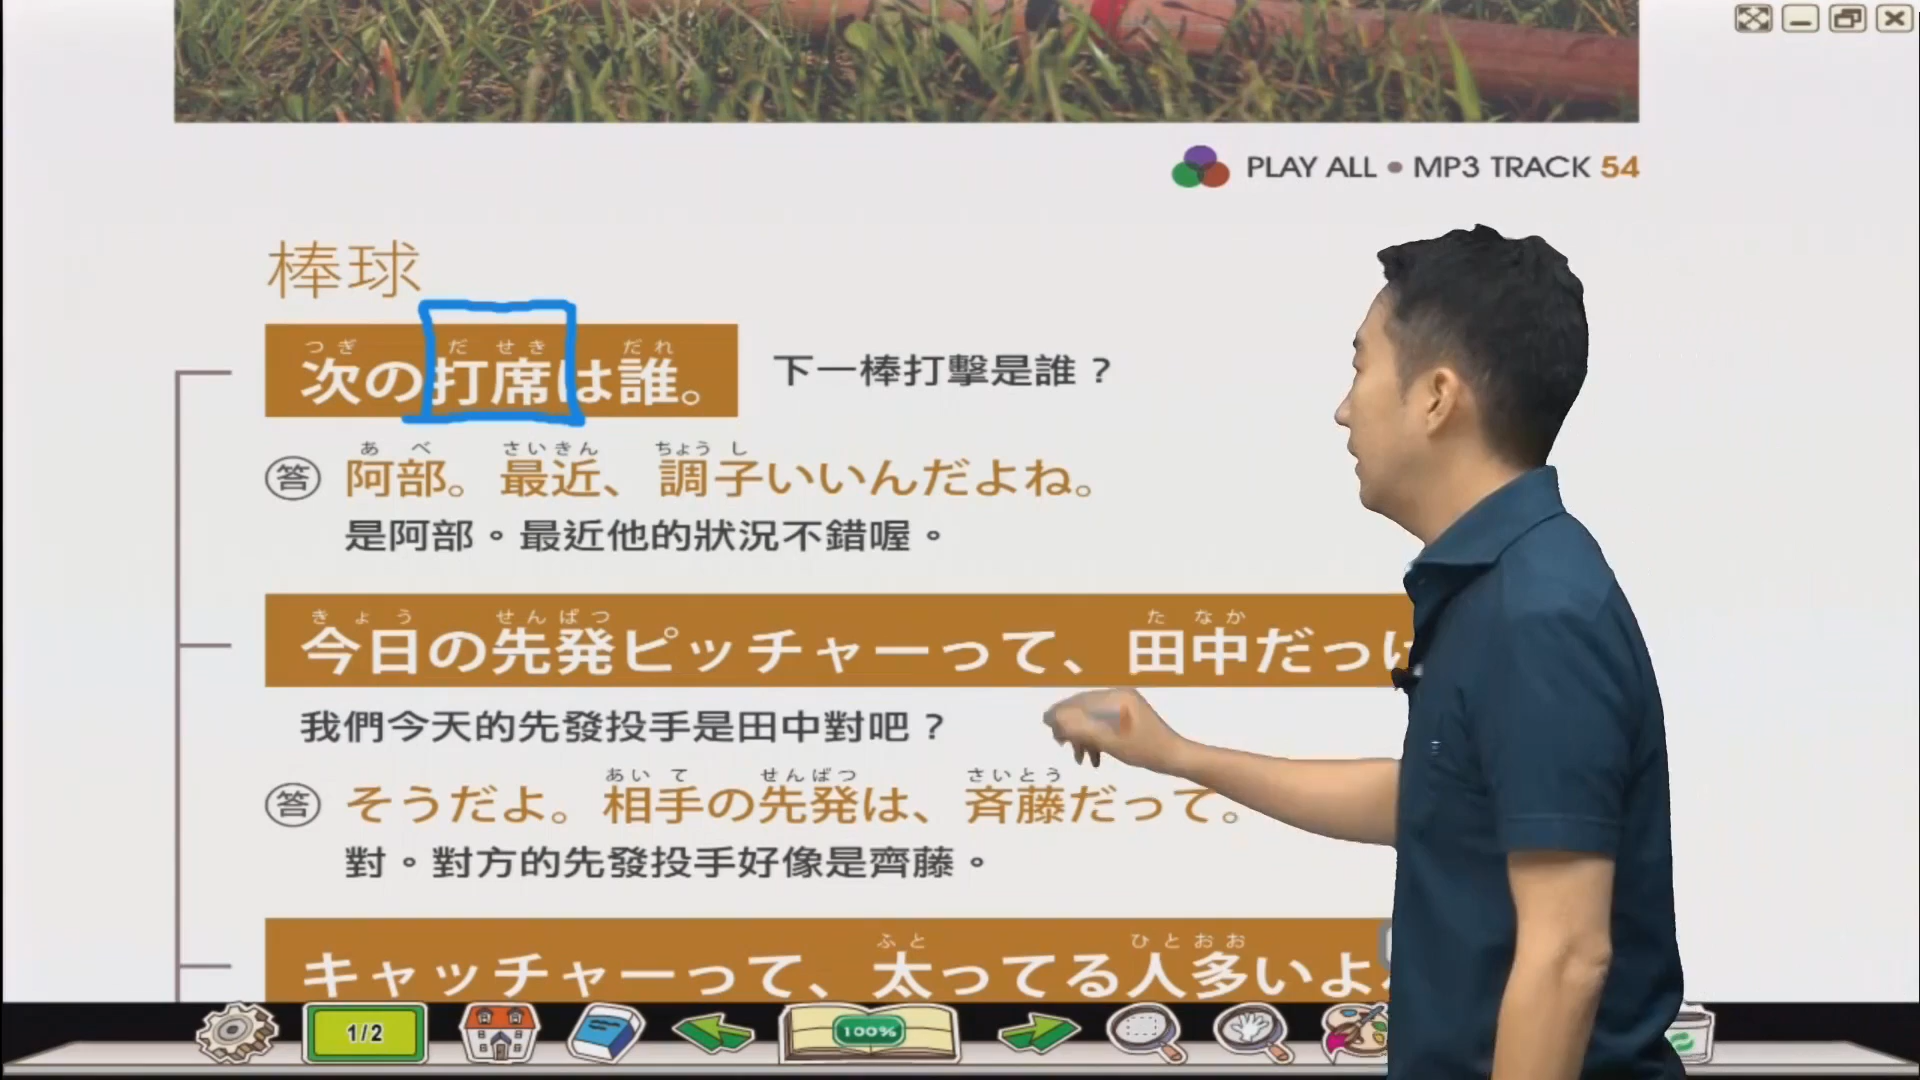 PLAY ALL • MP3 TRACK 54
棒球
つぎ だせき だれ
次の打席は誰。
下一棒打擊是誰？
あべ さいきん ちょうし
答 阿部。最近、調子いいんだよね。
是阿部。最近他的狀況不錯喔。
きょう せんぱつ たなか
今日の先発ピッチャーって、田中だっけ
我們今天的先發投手是田中對吧？
あいて せんぱつ さいとう
答 そうだよ。相手の先発は、斉藤だって。
對。對方的先發投手好像是齊藤。
ふと ひとおお
キャッチャーって、太ってる人多いよ
1/2
100%